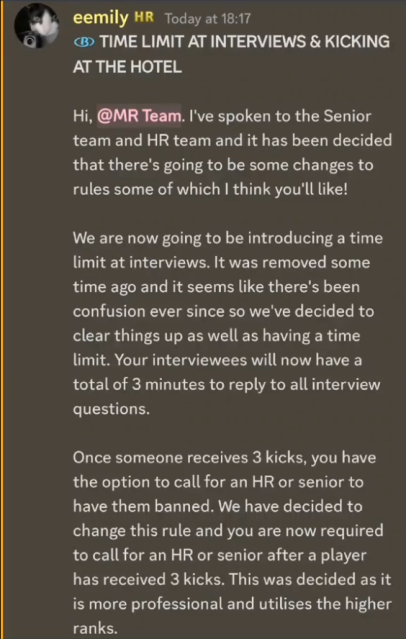 eemily HR Today at 18:17
B TIME LIMIT AT INTERVIEWS & KICKING
AT THE HOTEL
Hi, @MR Team. I've spoken to the Senior
team and HR team and it has been decided
that there's going to be some changes to
rules some of which I think you'll like!
We are now going to be introducing a time
limit at interviews. It was removed some
time ago and it seems like there's been
confusion ever since so we've decided to
clear things up as well as having a time
limit. Your interviewees will now have a
total of 3 minutes to reply to all interview
questions.
Once someone receives 3 kicks, you have
the option to call for an HR or senior to
have them banned. We have decided to
change this rule and you are now required
to call for an HR or senior after a player
has received 3 kicks. This was decided as it
is more professional and utilises the higher
ranks.